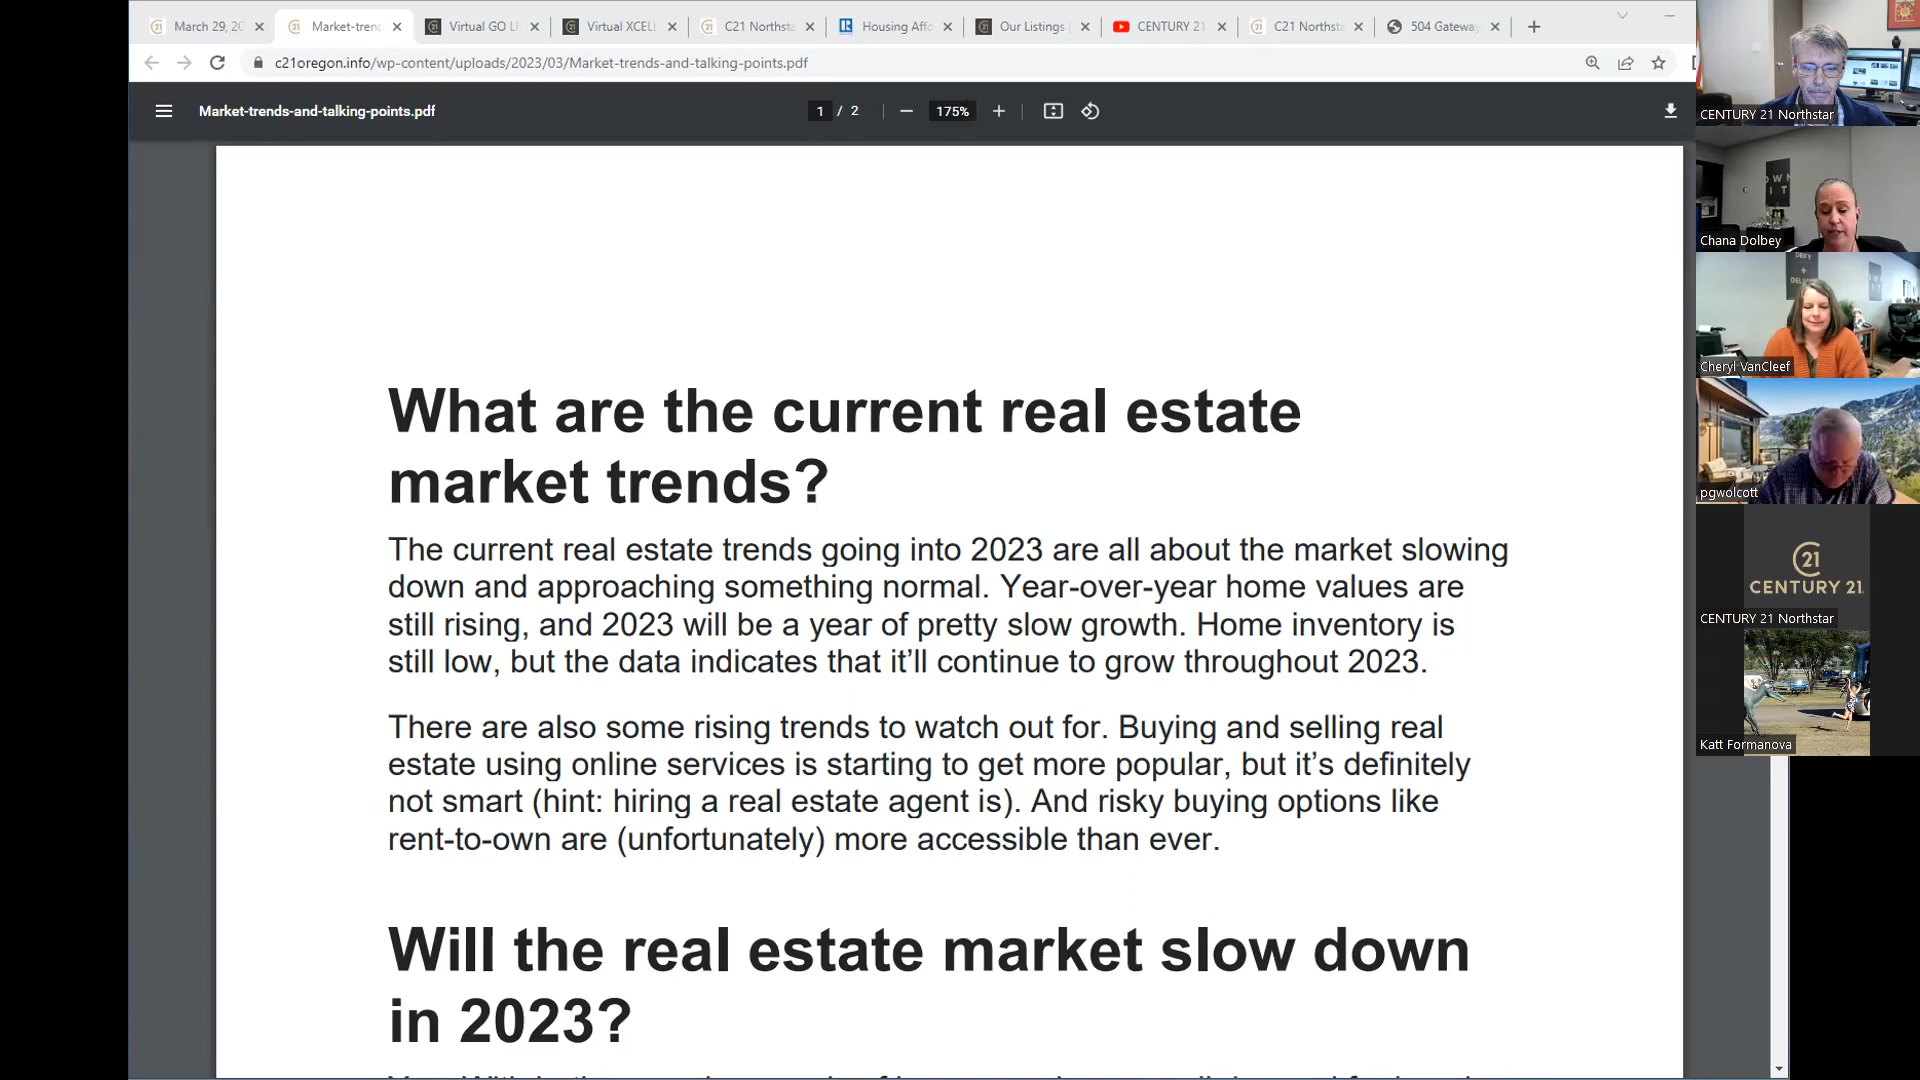 March 29, 20
Market-trend
Virtual GO LI
Virtual XCELL
C21 Northsta
Housing Affo
Our Listings |
CENTURY 21
C21 Northsta
504 Gateway
c21oregon.info/wp-content/uploads/2023/03/Market-trends-and-talking-points.pdf
Market-trends-and-talking-points.pdf
1 / 2
175%
What are the current real estate
market trends?
The current real estate trends going into 2023 are all about the market slowing
down and approaching something normal. Year-over-year home values are
still rising, and 2023 will be a year of pretty slow growth. Home inventory is
still low, but the data indicates that it’ll continue to grow throughout 2023.
There are also some rising trends to watch out for. Buying and selling real
estate using online services is starting to get more popular, but it’s definitely
not smart (hint: hiring a real estate agent is). And risky buying options like
rent-to-own are (unfortunately) more accessible than ever.
Will the real estate market slow down
in 2023?
CENTURY 21 Northstar
Chana Dolbey
DEFY
+
Cheryl VanCleef
pgwolcott
21
CENTURY 21.
CENTURY 21 Northstar
Katt Formanova